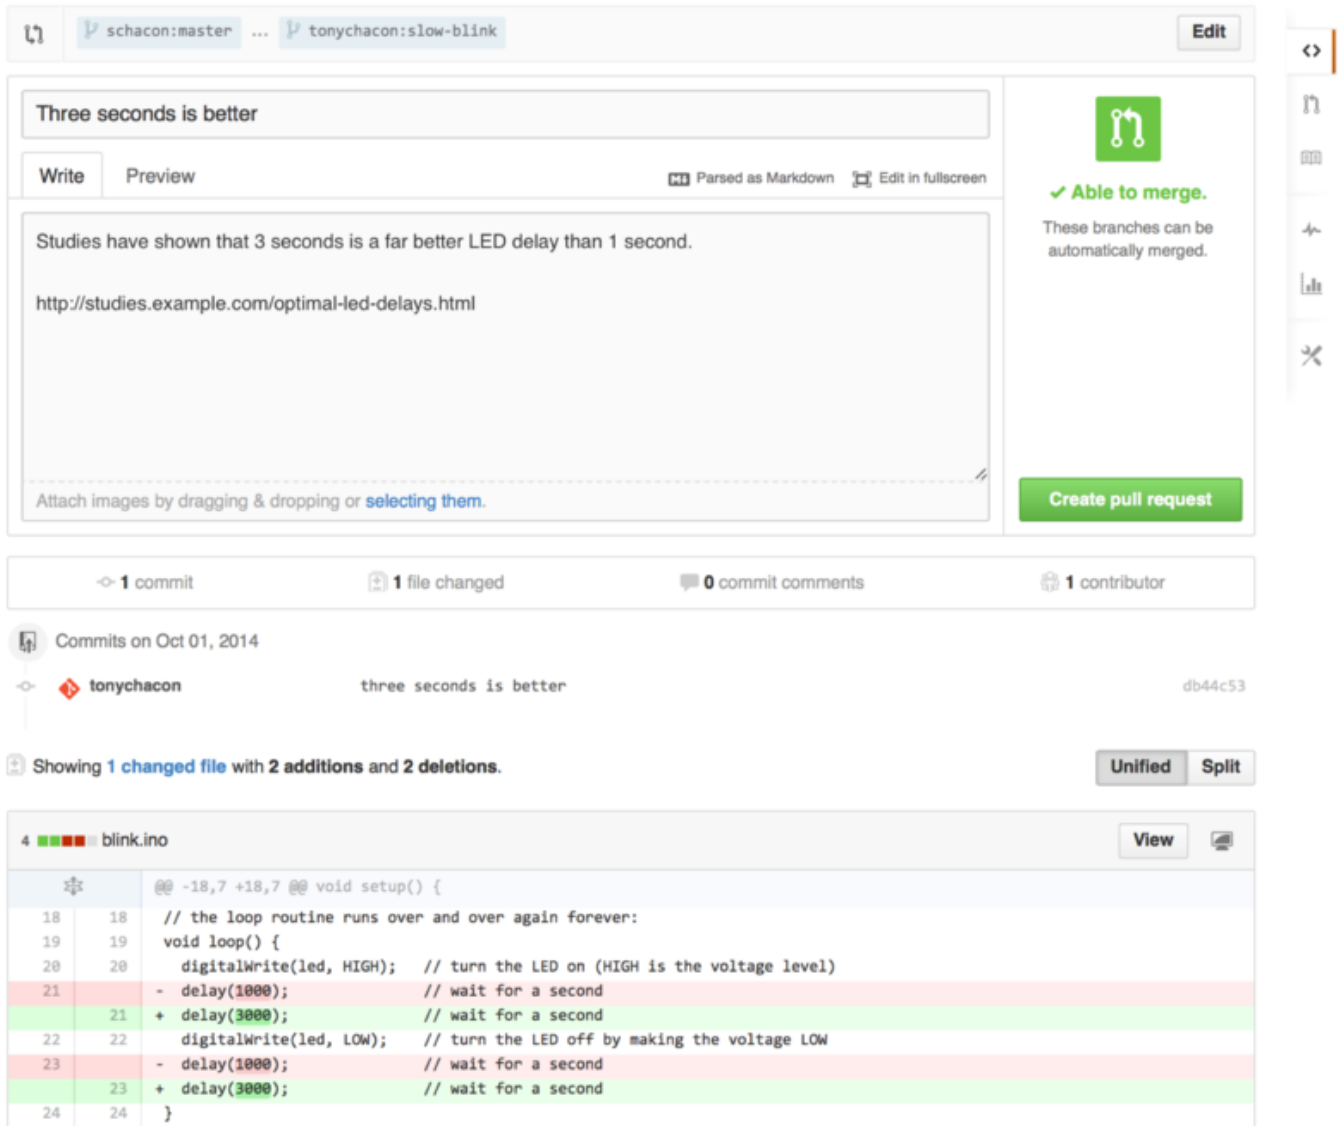 schacon:master ... tonychacon:slow-blink Edit
Three seconds is better
Write Preview Parsed as Markdown Edit in fullscreen
Able to merge.
These branches can be
automatically merged.
Studies have shown that 3 seconds is a far better LED delay than 1 second.
http://studies.example.com/optimal-led-delays.html
Attach images by dragging & dropping or selecting them.
Create pull request
1 commit 1 file changed 0 commit comments 1 contributor
Commits on Oct 01, 2014
tonychacon three seconds is better db44c53
Showing 1 changed file with 2 additions and 2 deletions. Unified Split
4 blink.ino View
@@ -18,7 +18,7 @@ void setup() {
18 18 // the loop routine runs over and over again forever:
19 19 void loop() {
20 20 digitalWrite(led, HIGH); // turn the LED on (HIGH is the voltage level)
21 - delay(1000); // wait for a second
21 + delay(3000); // wait for a second
22 22 digitalWrite(led, LOW); // turn the LED off by making the voltage LOW
23 - delay(1000); // wait for a second
23 + delay(3000); // wait for a second
24 24 }